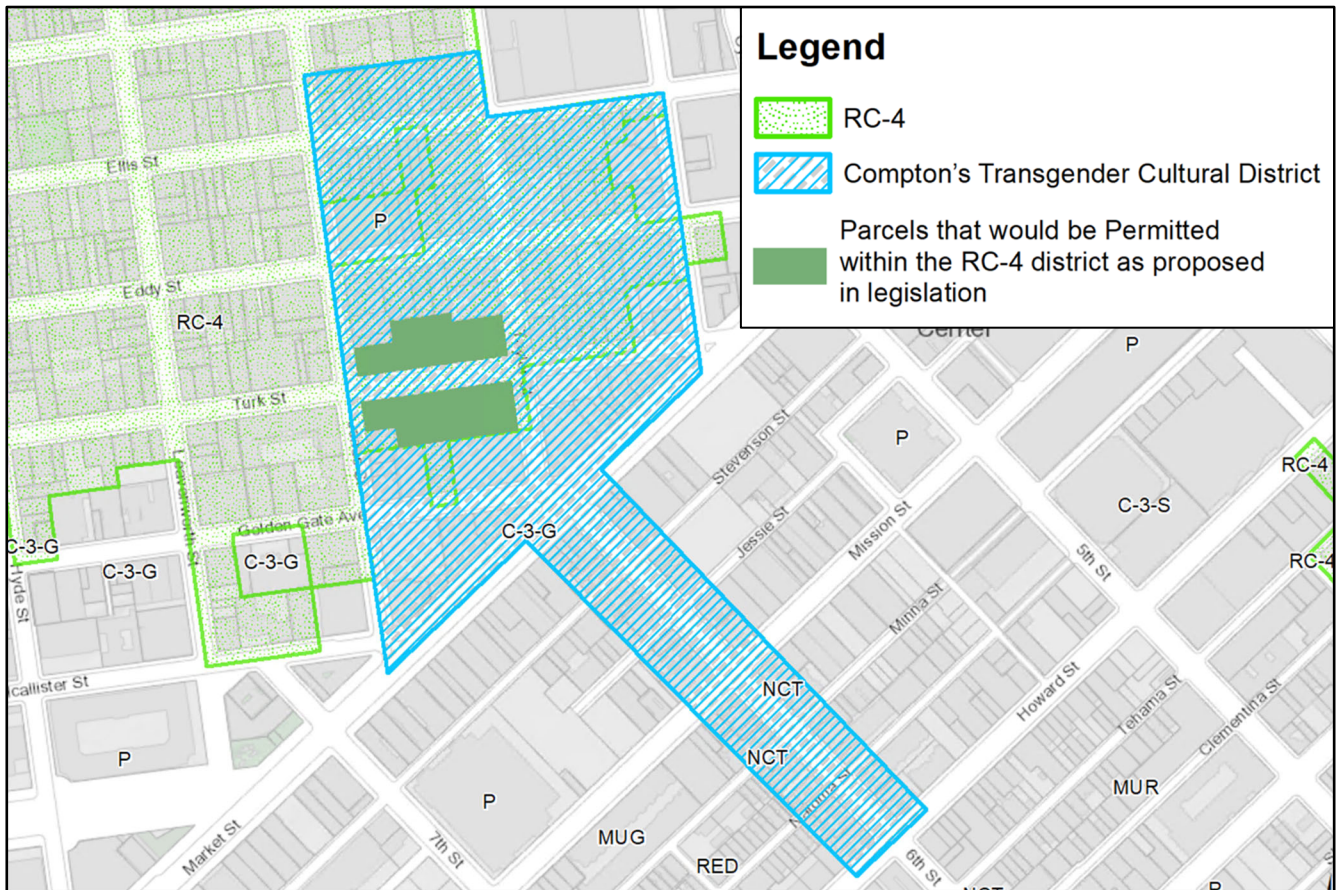 Legend
RC-4
Compton's Transgender Cultural District
Parcels that would be Permitted
within the RC-4 district as proposed
in legislation
Ellis St
P
Eddy St
RC-4
Center
P
Turk St
Stevenson St
P
Leavenworth St
RC-4
C-3-S
Golden Gate Ave
C-3-G
Jessie St
Mission St
C-3-G
C-3-G
C-3-G
5th St
RC-4
Hyde St
Minna St
Howard St
Tehama St
Clementina St
callister St
NCT
P
NCT
MUR
P
Market St
7th St
MUG
RED
6th St
NCT
P